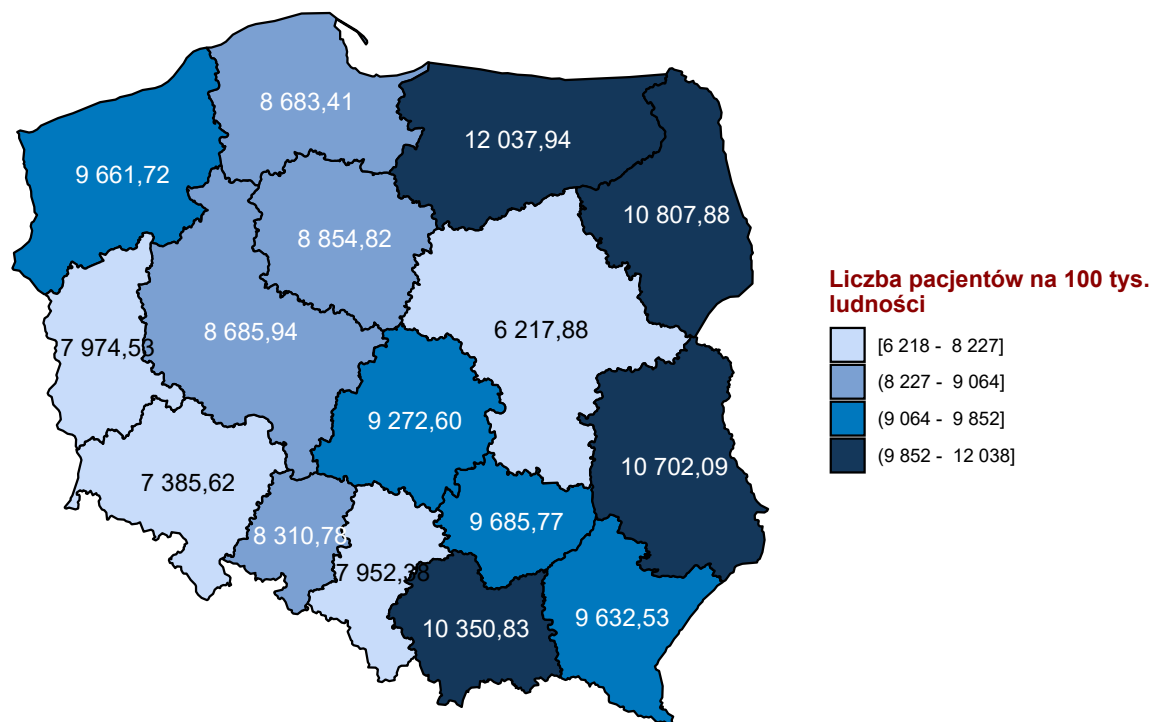 8 683,41
12 037,94
9 661,72
10 807,88
8 854,82
Liczba pacjentów na 100 tys.
ludności
[6 218 - 8 227]
(8 227 - 9 064]
(9 064 - 9 852]
(9 852 - 12 038]
8 685,94
6 217,88
7 974,53
9 272,60
10 702,09
7 385,62
9 685,77
8 310,78
7 952,38
9 632,53
10 350,83